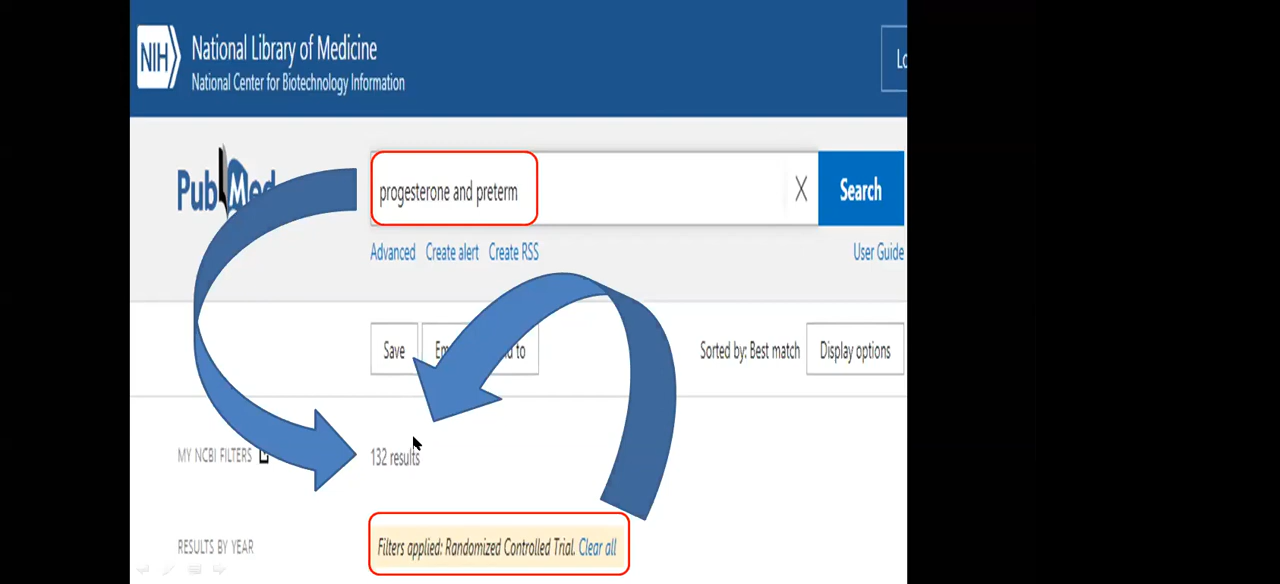 NIH National Library of Medicine
National Center for Biotechnology Information
PubMed
progesterone and preterm
Search
Advanced Create alert Create RSS
User Guide
Save
to
Sorted by: Best match
Display options
MY NCBI FILTERS
132 results
Filters applied: Randomized Controlled Trial. Clear all
RESULTS BY YEAR